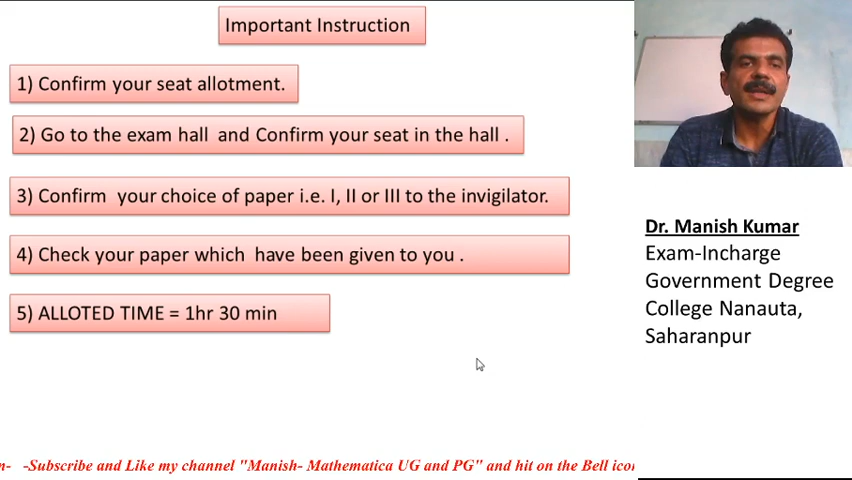 Important Instruction
1) Confirm your seat allotment.
2) Go to the exam hall and Confirm your seat in the hall .
3) Confirm your choice of paper i.e. I, II or III to the invigilator.
4) Check your paper which have been given to you .
5) ALLOTED TIME = 1hr 30 min
Dr. Manish Kumar
Exam-Incharge
Government Degree
College Nanauta,
Saharanpur
-Subscribe and Like my channel "Manish- Mathematica UG and PG" and hit on the Bell icon